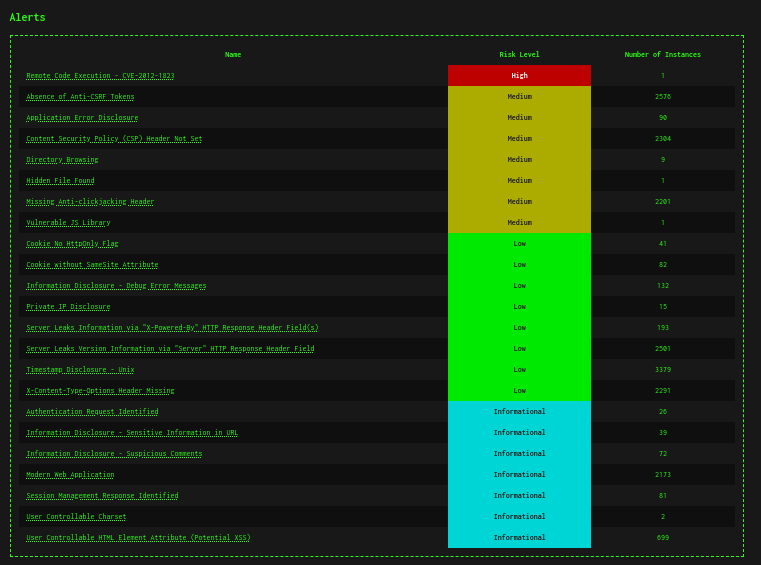 Alerts
Name Risk Level Number of Instances
Remote Code Execution - CVE-2012-1823 High 1
Absence of Anti-CSRF Tokens Medium 2576
Application Error Disclosure Medium 90
Content Security Policy (CSP) Header Not Set Medium 2304
Directory Browsing Medium 9
Hidden File Found Medium 1
Missing Anti-clickjacking Header Medium 2201
Vulnerable JS Library Medium 1
Cookie No HttpOnly Flag Low 41
Cookie without SameSite Attribute Low 82
Information Disclosure - Debug Error Messages Low 132
Private IP Disclosure Low 15
Server Leaks Information via "X-Powered-By" HTTP Response Header Field(s) Low 193
Server Leaks Version Information via "Server" HTTP Response Header Field Low 2501
Timestamp Disclosure - Unix Low 3379
X-Content-Type-Options Header Missing Low 2291
Authentication Request Identified Informational 26
Information Disclosure - Sensitive Information in URL Informational 39
Information Disclosure - Suspicious Comments Informational 72
Modern Web Application Informational 2173
Session Management Response Identified Informational 81
User Controllable Charset Informational 2
User Controllable HTML Element Attribute (Potential XSS) Informational 699